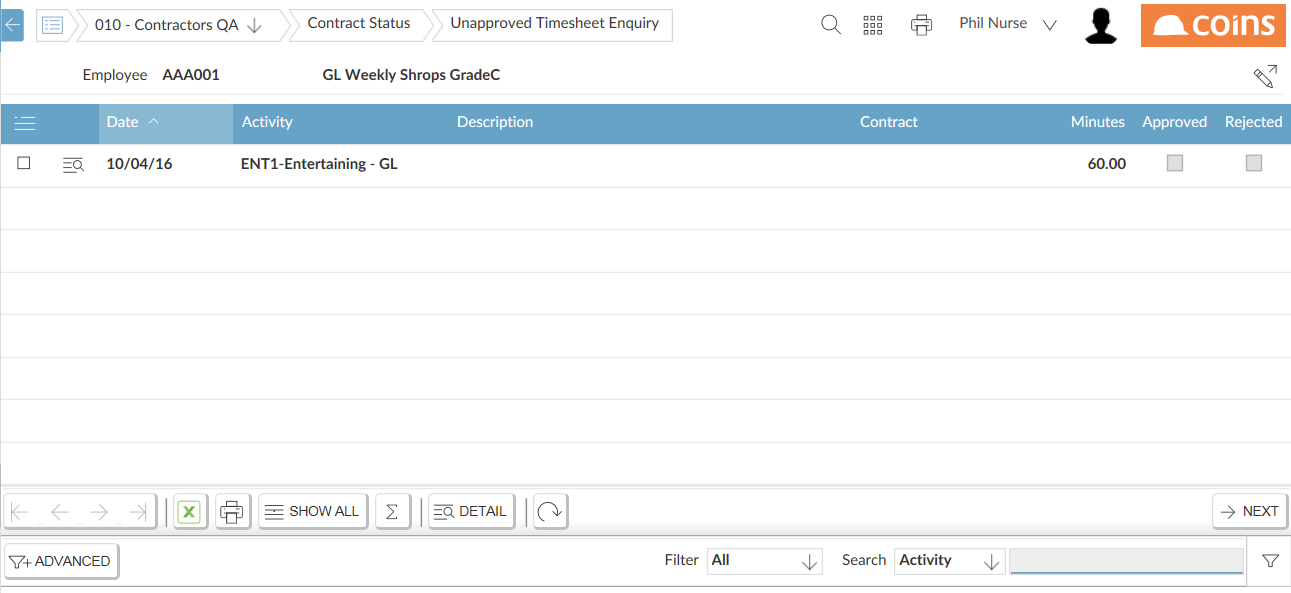 010 - Contractors QA Contract Status Unapproved Timesheet Enquiry Phil Nurse coins
Employee AAA001 GL Weekly Shrops GradeC
Date Activity Description Contract Minutes Approved Rejected
10/04/16 ENT1-Entertaining - GL 60.00
X SHOW ALL Σ DETAIL NEXT
ADVANCED Filter All Search Activity